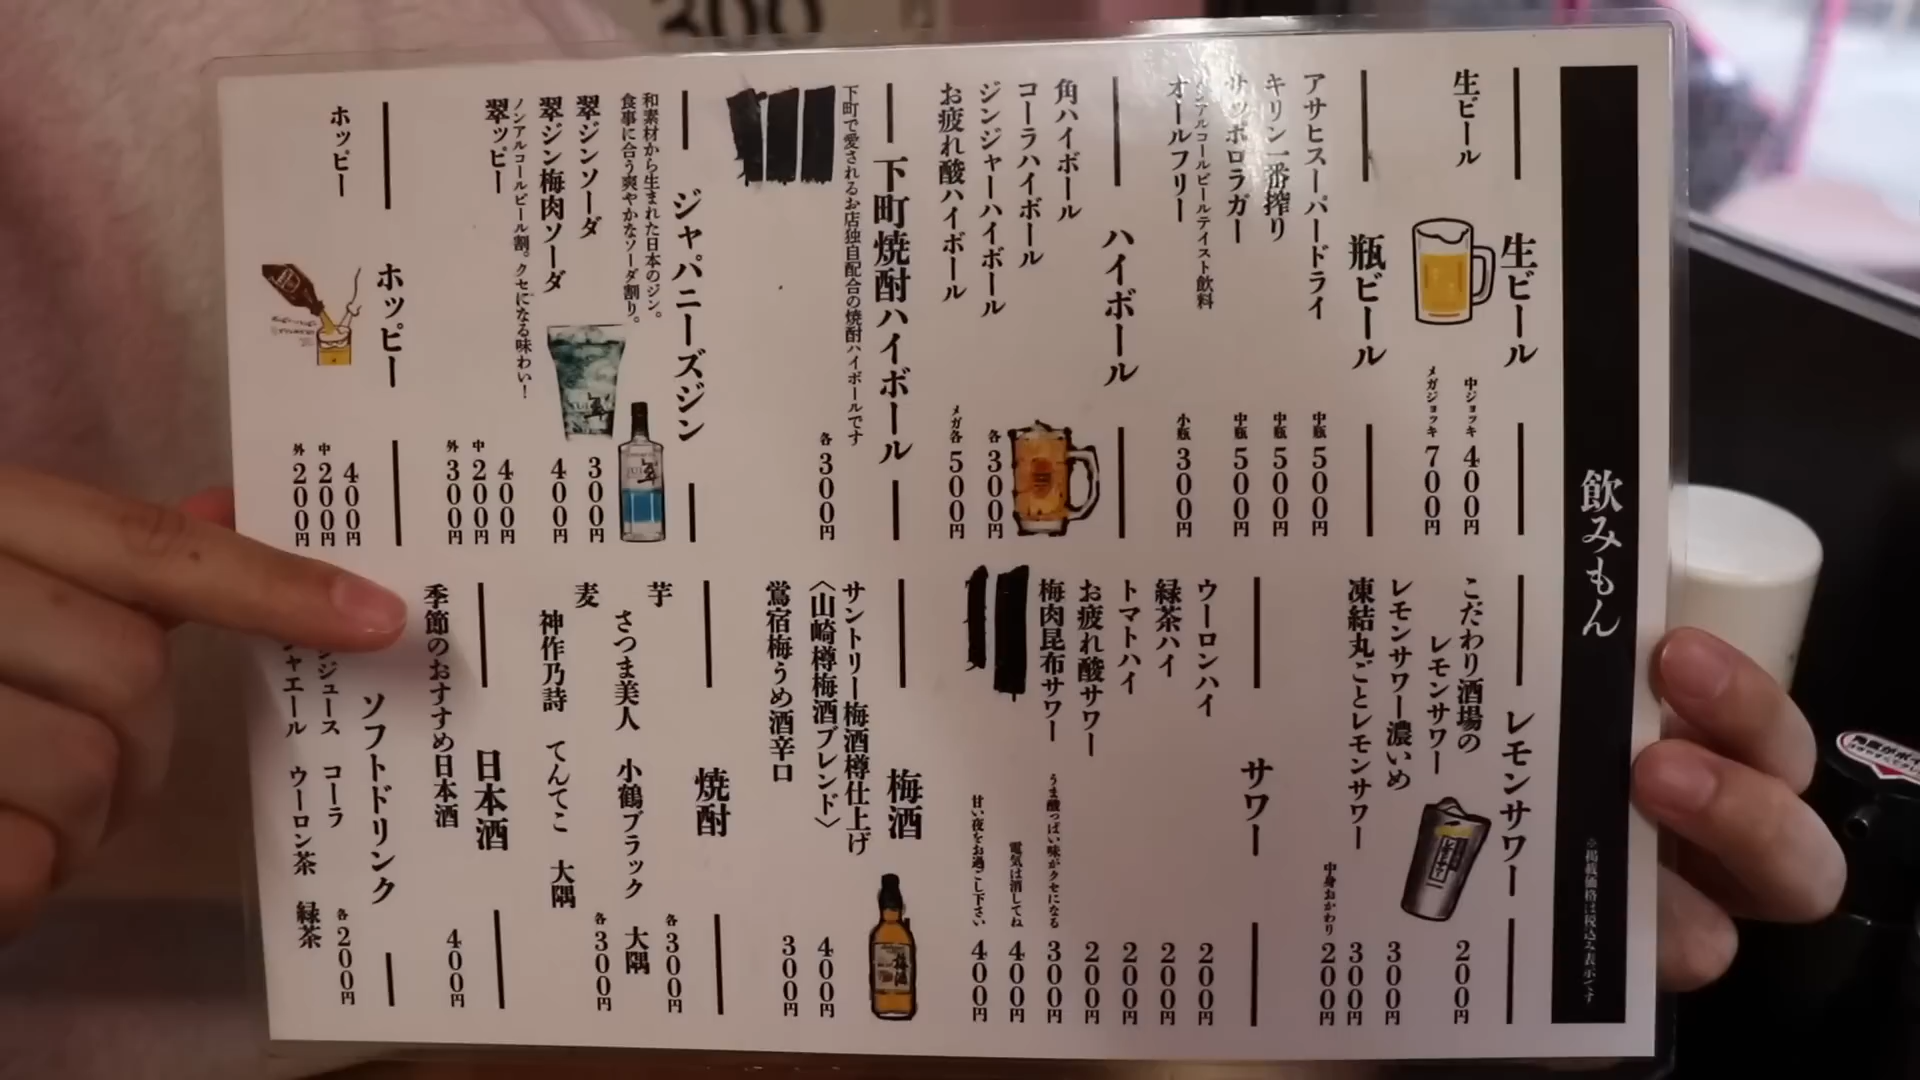 飲みもん
※掲載価格は税込み表示です
生ビール
生ビール
中ジョッキ 400円
メガジョッキ 700円
瓶ビール
アサヒスーパードライ 中瓶 500円
キリン一番搾り 中瓶 500円
サッポロラガー 中瓶 500円
ノンアルコールビールテイスト飲料
オールフリー 小瓶 300円
ハイボール
角ハイボール
コーラハイボール
ジンジャーハイボール
お疲れ酸ハイボール
各 300円
メガ各 500円
下町焼酎ハイボール
下町で愛されるお店独自配合の焼酎ハイボールです
各 300円
ジャパニーズジン
和素材から生まれた日本のジン。
食事に合う爽やかなソーダ割り。
翠ジンソーダ 300円
翠ジン梅肉ソーダ 400円
ノンアルコールビール割。クセになる味わい!
翠ッピー 400円
中 200円
外 300円
ホッピー
ホッピー 400円
中 200円
外 200円
レモンサワー
こだわり酒場の
レモンサワー 200円
レモンサワー濃いめ 300円
凍結丸ごとレモンサワー 300円
中身おかわり 200円
サワー
ウーロンハイ 200円
緑茶ハイ 200円
トマトハイ 200円
お疲れ酸サワー 200円
梅肉昆布サワー うま酸っぱい味がクセになる 300円
電気は消してね 400円
甘い夜をお過ごし下さい 400円
梅酒
サントリー梅酒樽仕上げ
〈山崎樽梅酒ブレンド〉 400円
鴬宿梅うめ酒辛口 300円
焼酎
芋 さつま美人 小鶴ブラック 大隅 各 300円
麦 神作乃詩 てんてこ 大隅 各 300円
日本酒
季節のおすすめ日本酒 400円
ソフトドリンク
ンジュース コーラ
ジャエール ウーロン茶 緑茶
各 200円
300